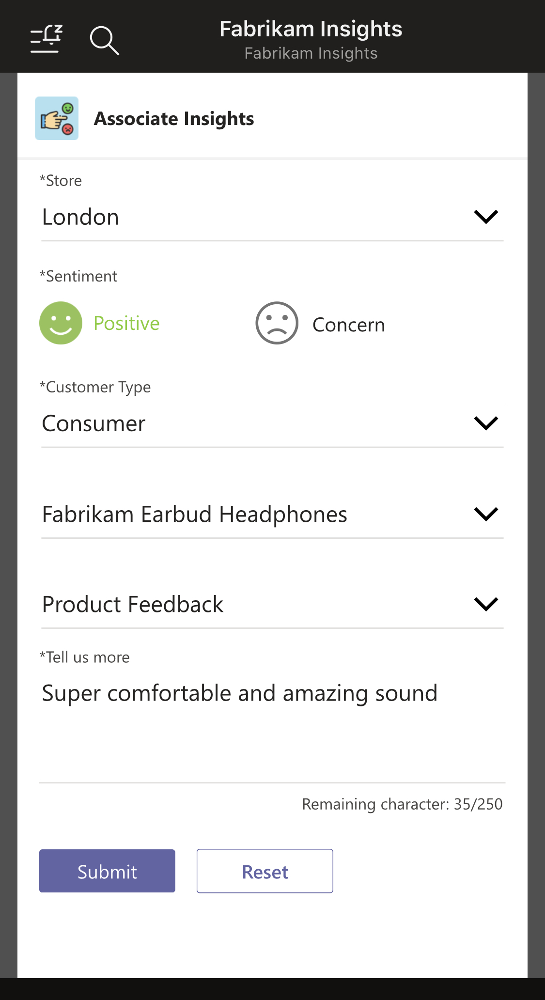 Fabrikam Insights
Fabrikam Insights
Associate Insights
*Store
London
*Sentiment
Positive
Concern
*Customer Type
Consumer
Fabrikam Earbud Headphones
Product Feedback
*Tell us more
Super comfortable and amazing sound
Remaining character: 35/250
Submit
Reset